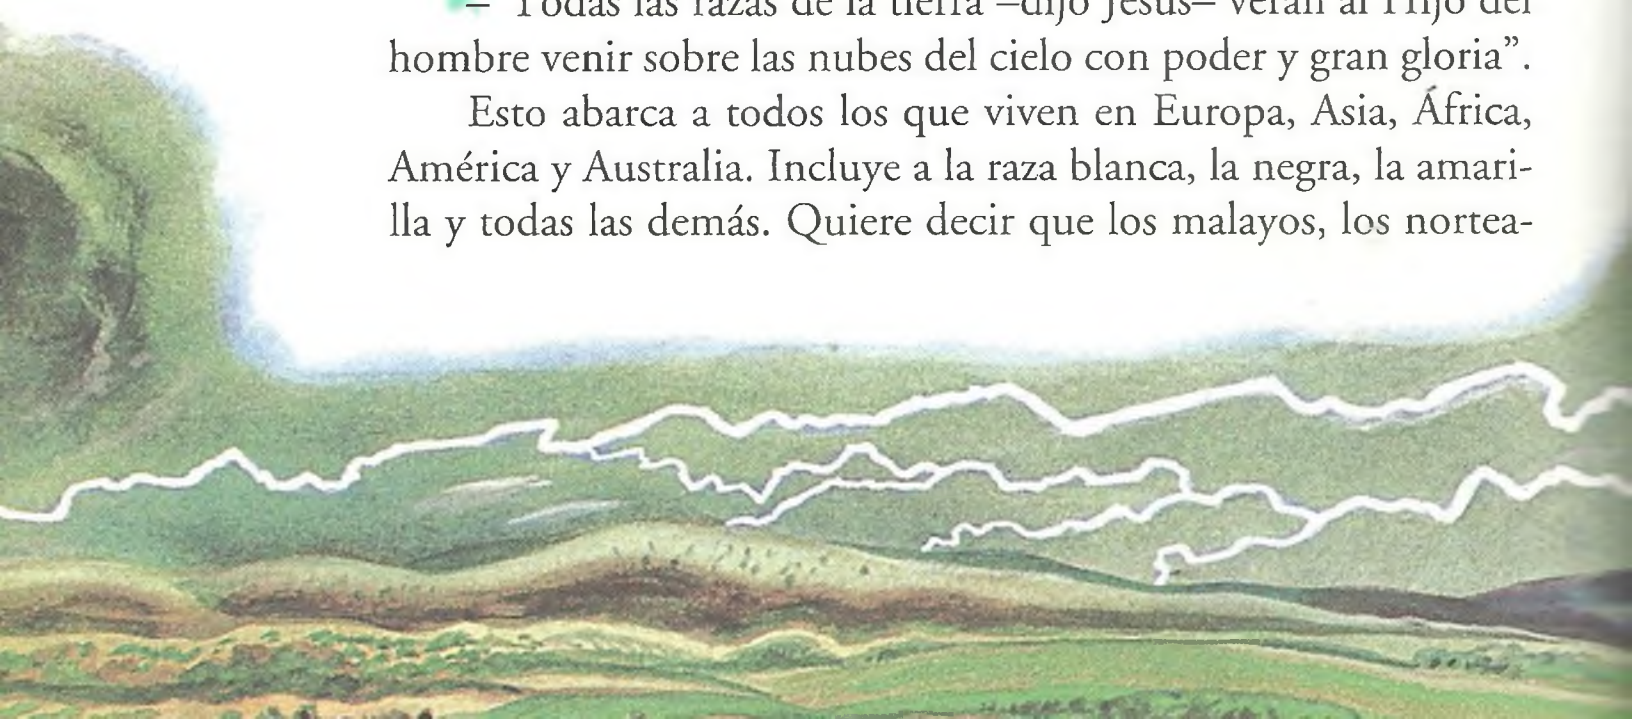 – “Todas las razas de la tierra –dijo Jesús– verán al Hijo del
hombre venir sobre las nubes del cielo con poder y gran gloria”.
Esto abarca a todos los que viven en Europa, Asia, África,
América y Australia. Incluye a la raza blanca, la negra, la amari-
lla y todas las demás. Quiere decir que los malayos, los nortea-